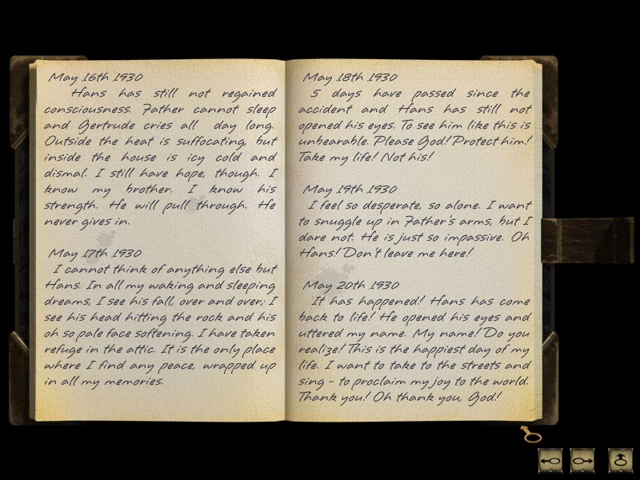 May 16th 1930
Hans has still not regained
consciousness. Father cannot sleep
and Gertrude cries all day long.
Outside the heat is suffocating, but
inside the house is icy cold and
dismal. I still have hope, though. I
know my brother. I know his
strength. He will pull through. He
never gives in.
May 17th 1930
I cannot think of anything else but
Hans. In all my waking and sleeping
dreams, I see his fall, over and over; I
see his head hitting the rock and his
oh so pale face softening. I have taken
refuge in the attic. It is the only place
where I find any peace, wrapped up
in all my memories.
May 18th 1930
5 days have passed since the
accident and Hans has still not
opened his eyes. To see him like this is
unbearable. Please God! Protect him!
Take my life! Not his!
May 19th 1930
I feel so desperate, so alone. I want
to snuggle up in Father's arms, but I
dare not. He is just so impassive. Oh
Hans! Don't leave me here!
May 20th 1930
It has happened! Hans has come
back to life! He opened his eyes and
uttered my name. My name! Do you
realize! This is the happiest day of my
life. I want to take to the streets and
sing - to proclaim my joy to the world.
Thank you! Oh thank you, God!